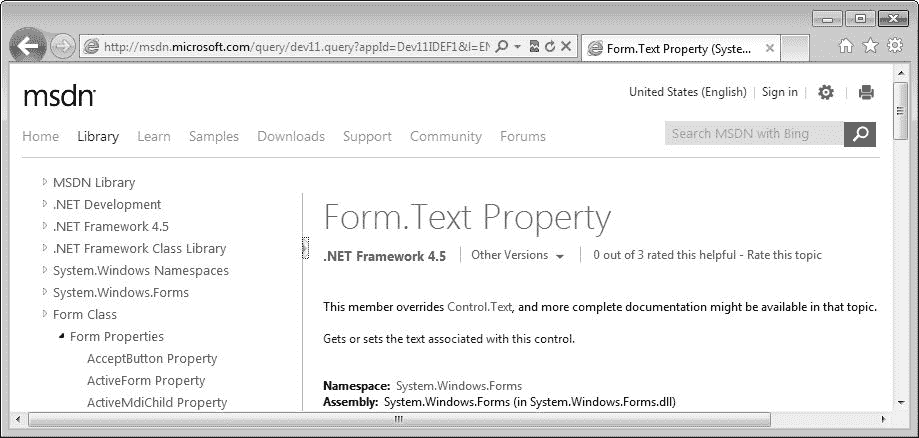 http://msdn.microsoft.com/query/dev11.query?appId=Dev11IDEF1&l=EN
Form.Text Property (Syste...
msdn
United States (English) Sign in
Home Library Learn Samples Downloads Support Community Forums
Search MSDN with Bing
MSDN Library
.NET Development
.NET Framework 4.5
.NET Framework Class Library
System.Windows Namespaces
System.Windows.Forms
Form Class
Form Properties
AcceptButton Property
ActiveForm Property
ActiveMdiChild Property
Form.Text Property
.NET Framework 4.5 Other Versions 0 out of 3 rated this helpful - Rate this topic
This member overrides Control.Text, and more complete documentation might be available in that topic.
Gets or sets the text associated with this control.
Namespace: System.Windows.Forms
Assembly: System.Windows.Forms (in System.Windows.Forms.dll)